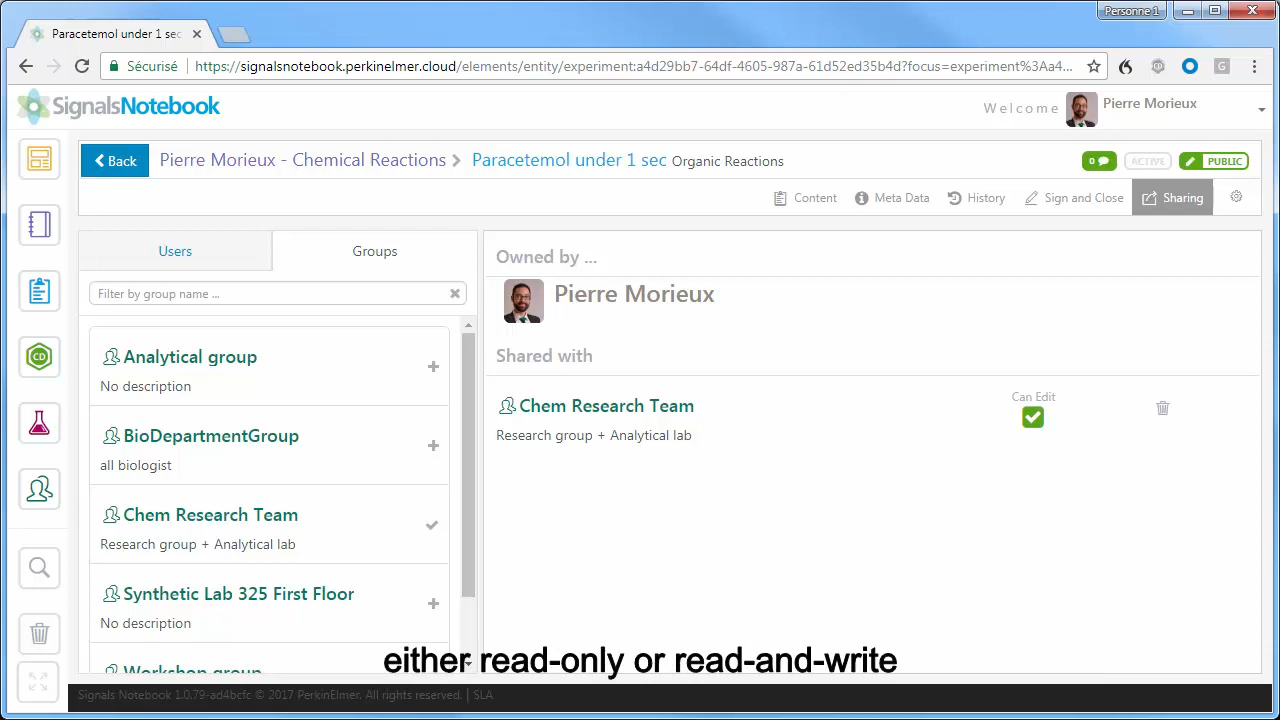 Personne 1
Paracetemol under 1 sec
Sécurisé
https://signalsnotebook.perkinelmer.cloud/elements/entity/experiment:a4d29bb7-64df-4605-987a-61d52ed35b4d?focus=experiment%3Aa4...
SignalsNotebook
Welcome Pierre Morieux
Back Pierre Morieux - Chemical Reactions Paracetemol under 1 sec Organic Reactions 0 ACTIVE PUBLIC
Content Meta Data History Sign and Close Sharing
Users Groups
Filter by group name ...
Analytical group
No description
BioDepartmentGroup
all biologist
Chem Research Team
Research group + Analytical lab
Synthetic Lab 325 First Floor
No description
Workshop group
Owned by ...
Pierre Morieux
Shared with
Chem Research Team
Research group + Analytical lab
Can Edit
CD
G
either read-only or read-and-write
Signals Notebook 1.0.79-ad4bcfc © 2017 PerkinElmer. All rights reserved. | SLA